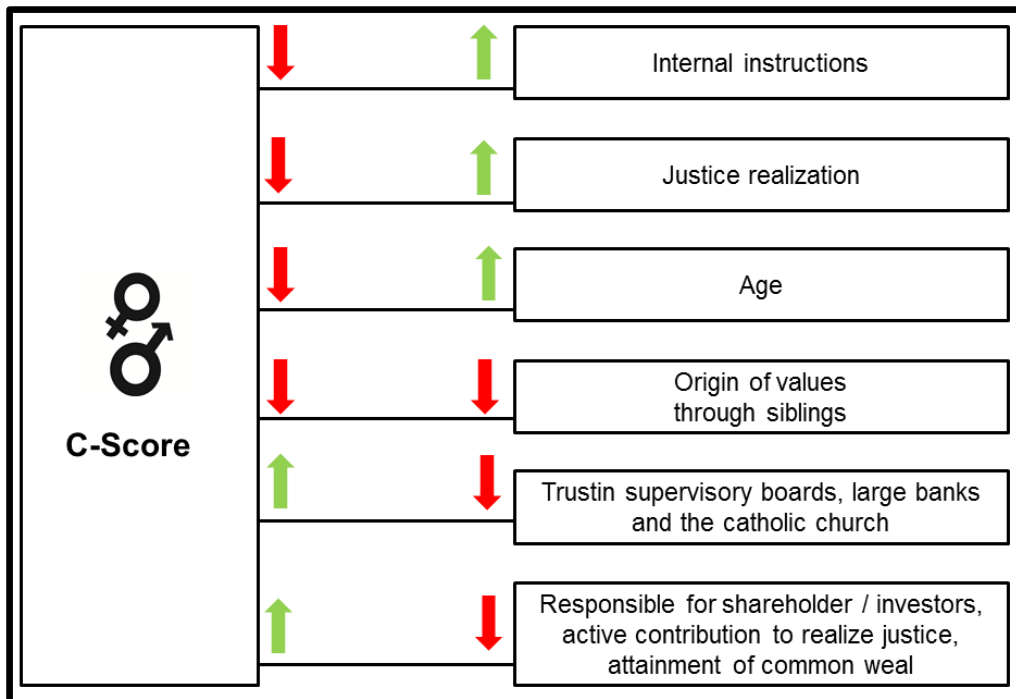 Internal instructions
Justice realization
Age
Origin of values
through siblings
C-Score
Trustin supervisory boards, large banks
and the catholic church
Responsible for shareholder / investors,
active contribution to realize justice,
attainment of common weal